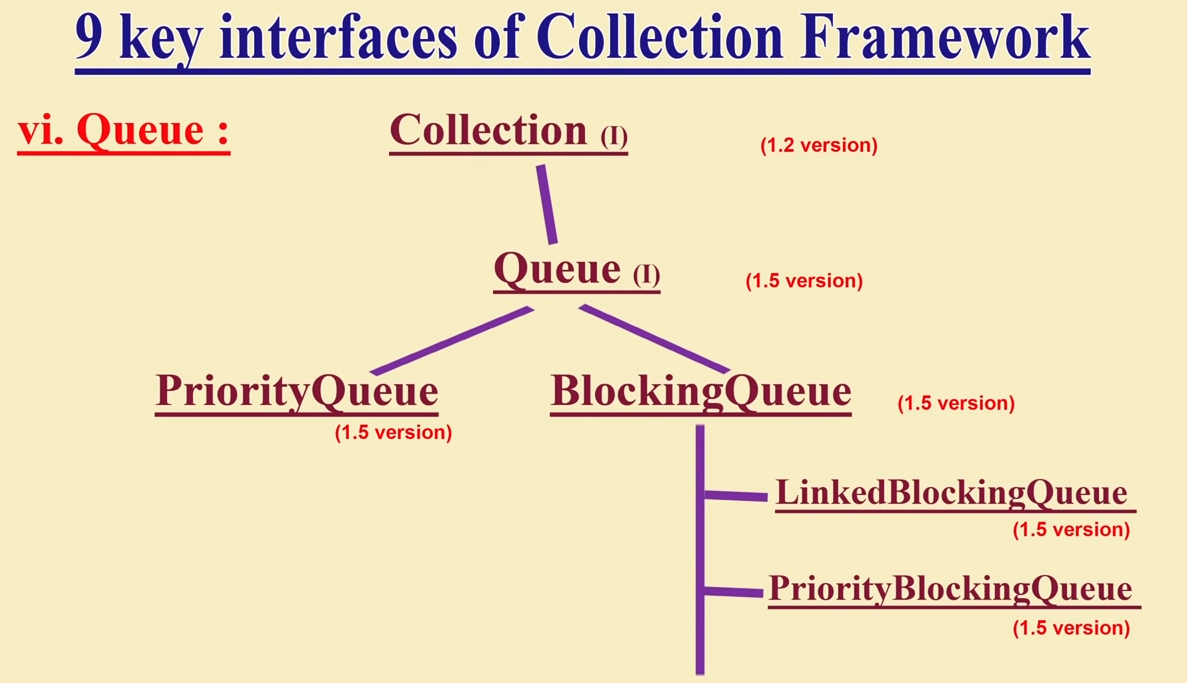 9 key interfaces of Collection Framework
vi. Queue :
Collection (I)
(1.2 version)
Queue (I)
(1.5 version)
PriorityQueue
(1.5 version)
BlockingQueue
(1.5 version)
LinkedBlockingQueue
(1.5 version)
PriorityBlockingQueue
(1.5 version)